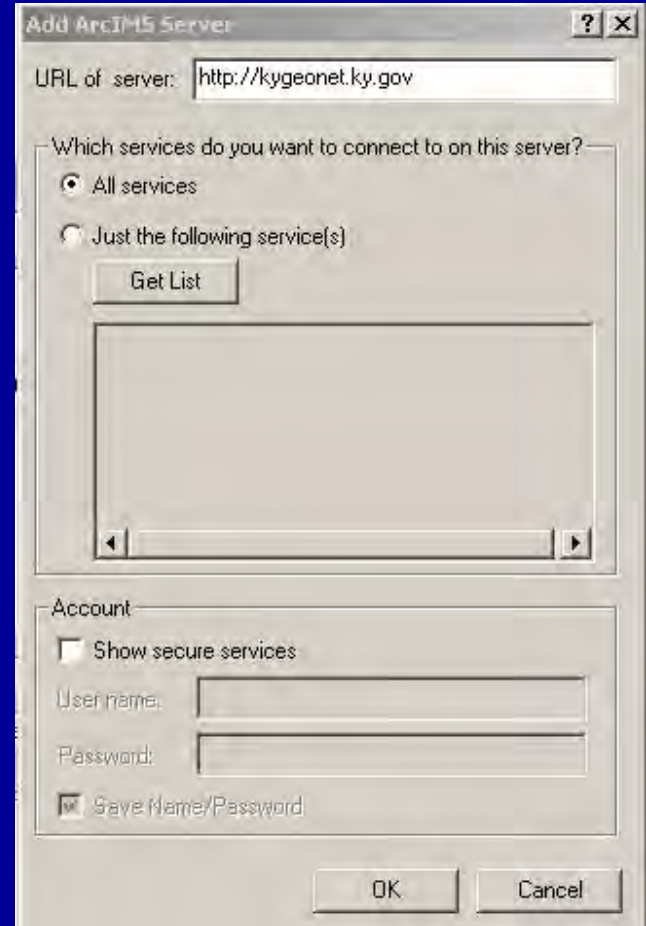 Add ArcIMS Server
URL of server: http://kygeonet.ky.gov
Which services do you want to connect to on this server?
All services
Just the following service(s)
Get List
Account
Show secure services
User name:
Password:
Save Name/Password
OK Cancel